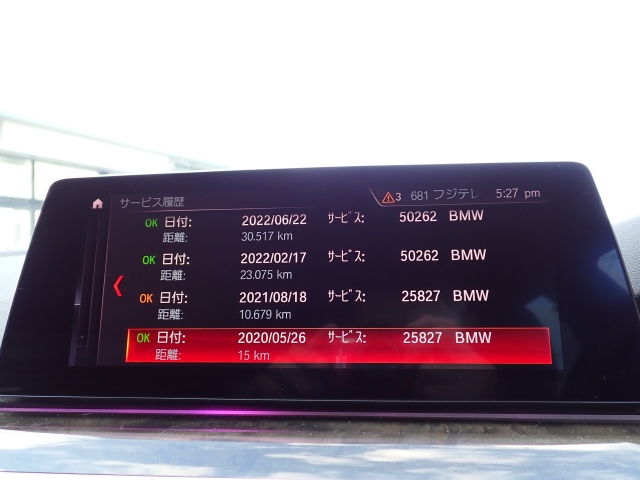 サービス履歴 3 681 フジテレ 5:27 pm
OK 日付: 2022/06/22 ｻｰﾋﾞｽ: 50262 BMW
距離: 30.517 km
OK 日付: 2022/02/17 ｻｰﾋﾞｽ: 50262 BMW
距離: 23.075 km
OK 日付: 2021/08/18 ｻｰﾋﾞｽ: 25827 BMW
距離: 10.679 km
OK 日付: 2020/05/26 ｻｰﾋﾞｽ: 25827 BMW
距離: 15 km